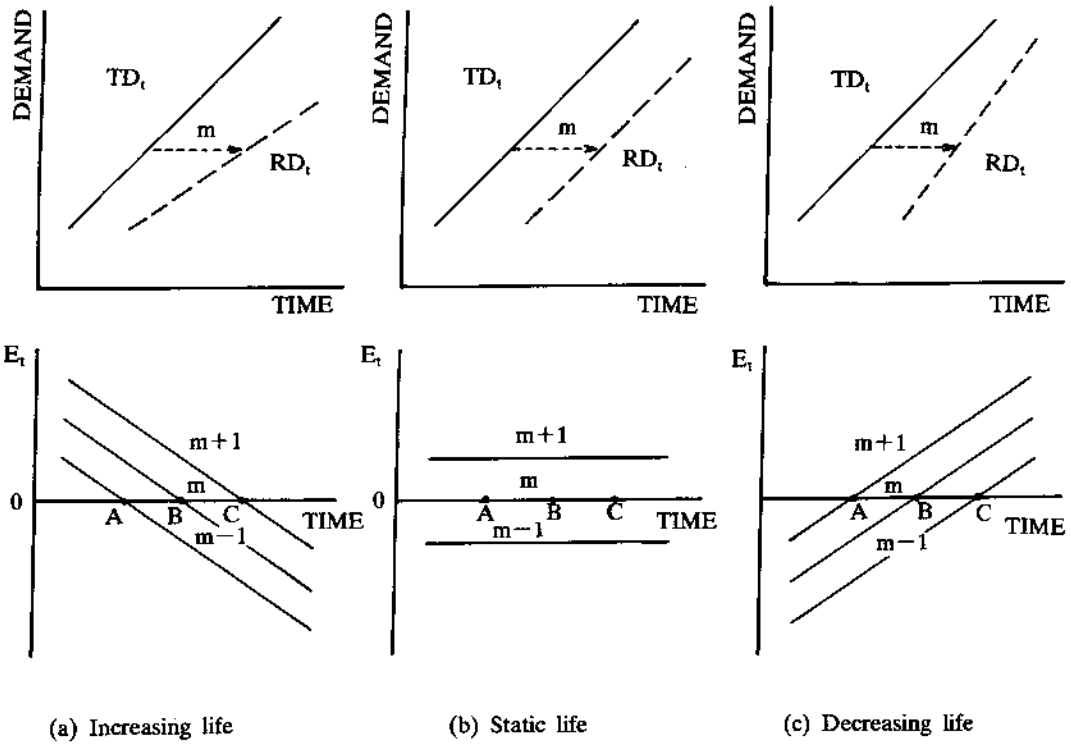 DEMAND
TD_t
m
RD_t
TIME
DEMAND
TD_t
m
RD_t
TIME
DEMAND
TD_t
m
RD_t
TIME
E_t
m+1
0
m
A
B
C
TIME
m−1
E_t
m+1
0
m
A
B
C
TIME
m−1
E_t
m+1
m
A
B
C
TIME
m−1
(a) Increasing life
(b) Static life
(c) Decreasing life